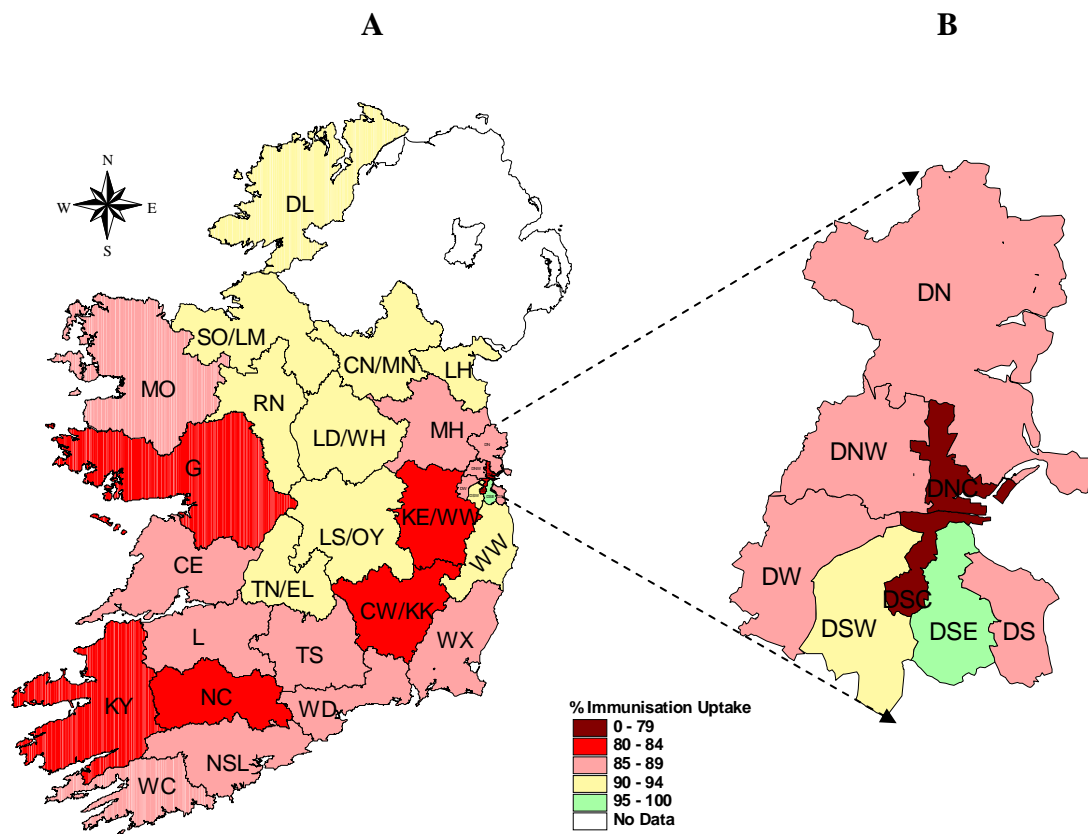 A
B
N
W E
S
DL
SO/LM
CN/MN
LH
MO
RN
LD/WH
MH
G
KE/WW
LS/OY
WW
CE
TN/EL
CW/KK
L
TS
WX
KY
NC
WD
NSL
WC
DN
DNW
DNC
DW
DSC
DSW
DSE
DS
% Immunisation Uptake
0 - 79
80 - 84
85 - 89
90 - 94
95 - 100
No Data